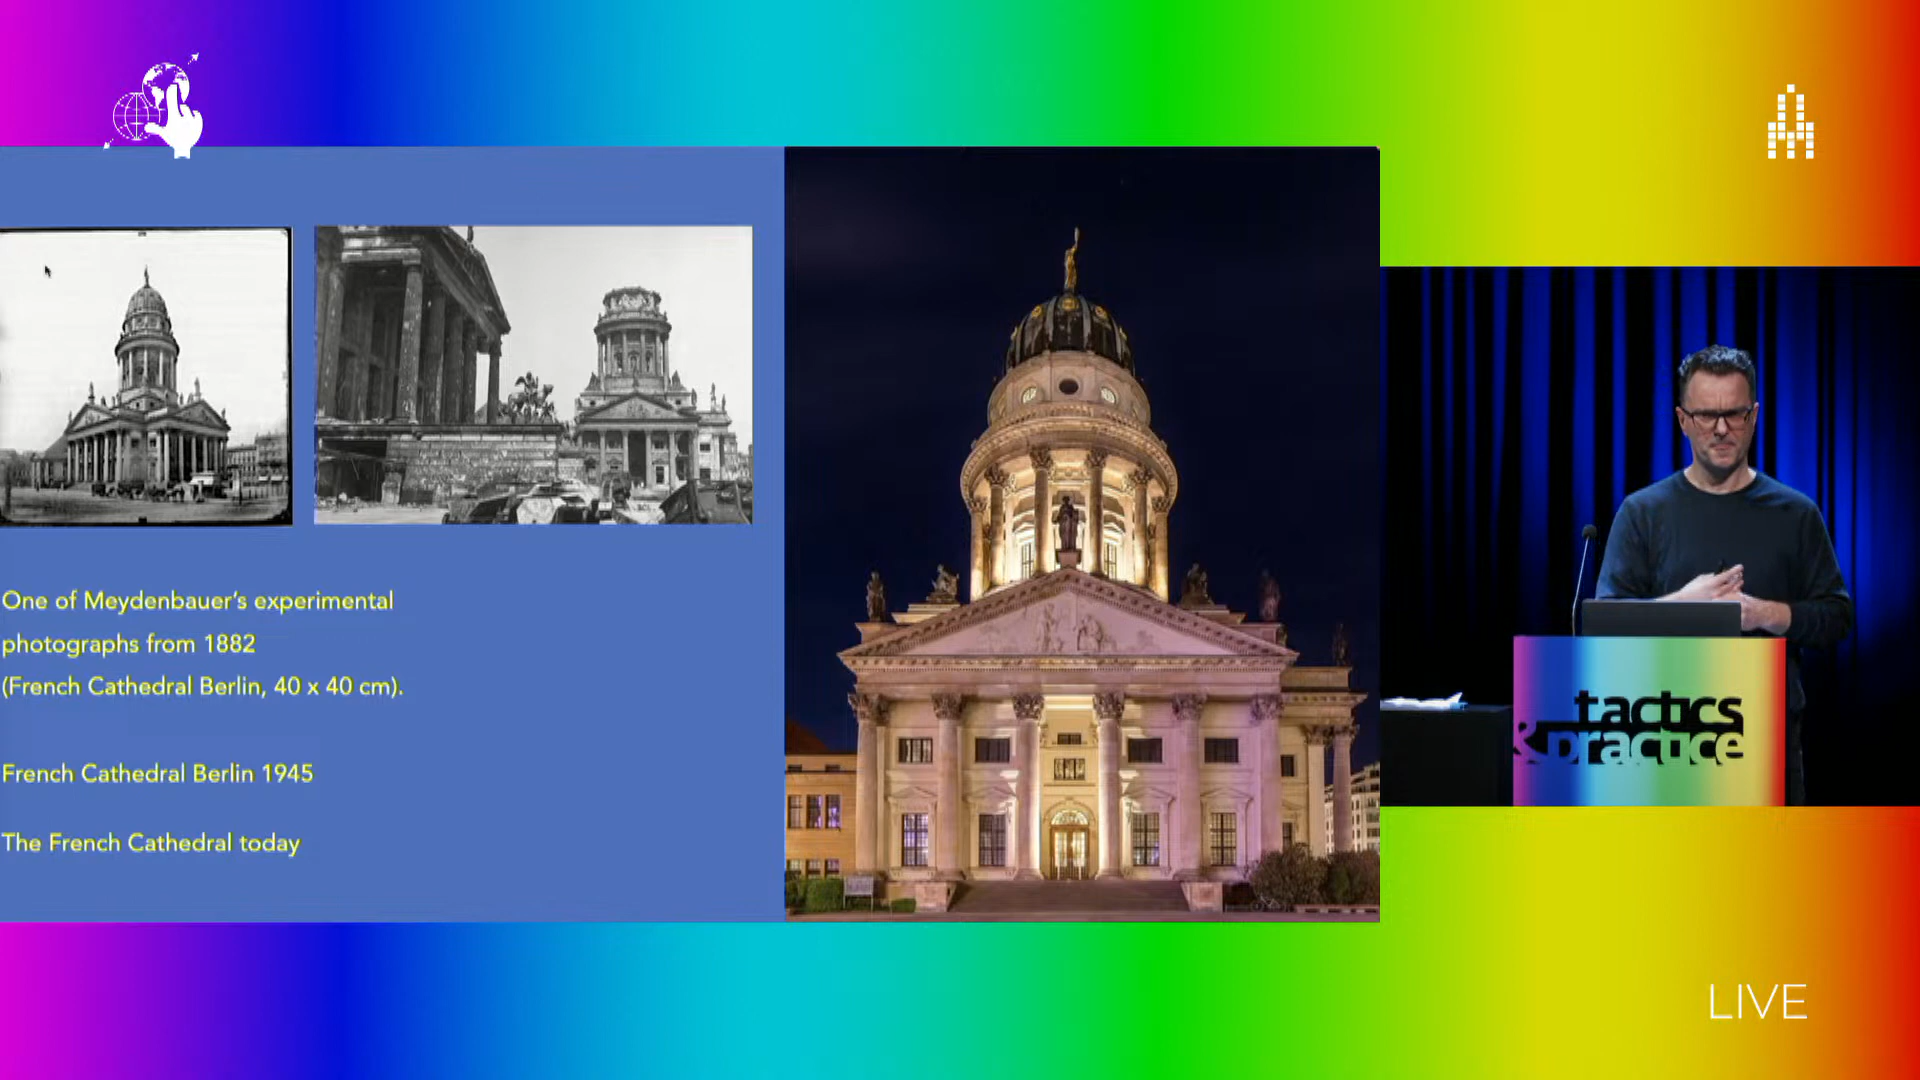 One of Meydenbauer's experimental
photographs from 1882
(French Cathedral Berlin, 40 x 40 cm).
French Cathedral Berlin 1945
The French Cathedral today
tactics
& practice
LIVE